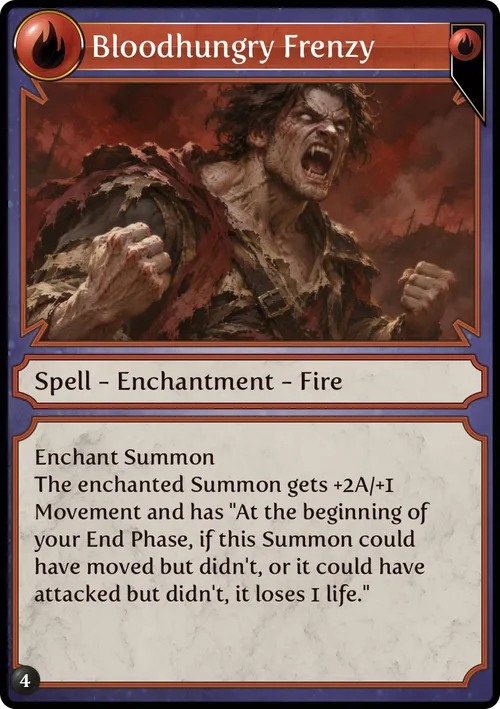 Bloodhungry Frenzy
Spell - Enchantment - Fire
Enchant Summon
The enchanted Summon gets +2A/+1
Movement and has "At the beginning of
your End Phase, if this Summon could
have moved but didn't, or it could have
attacked but didn't, it loses 1 life."
4